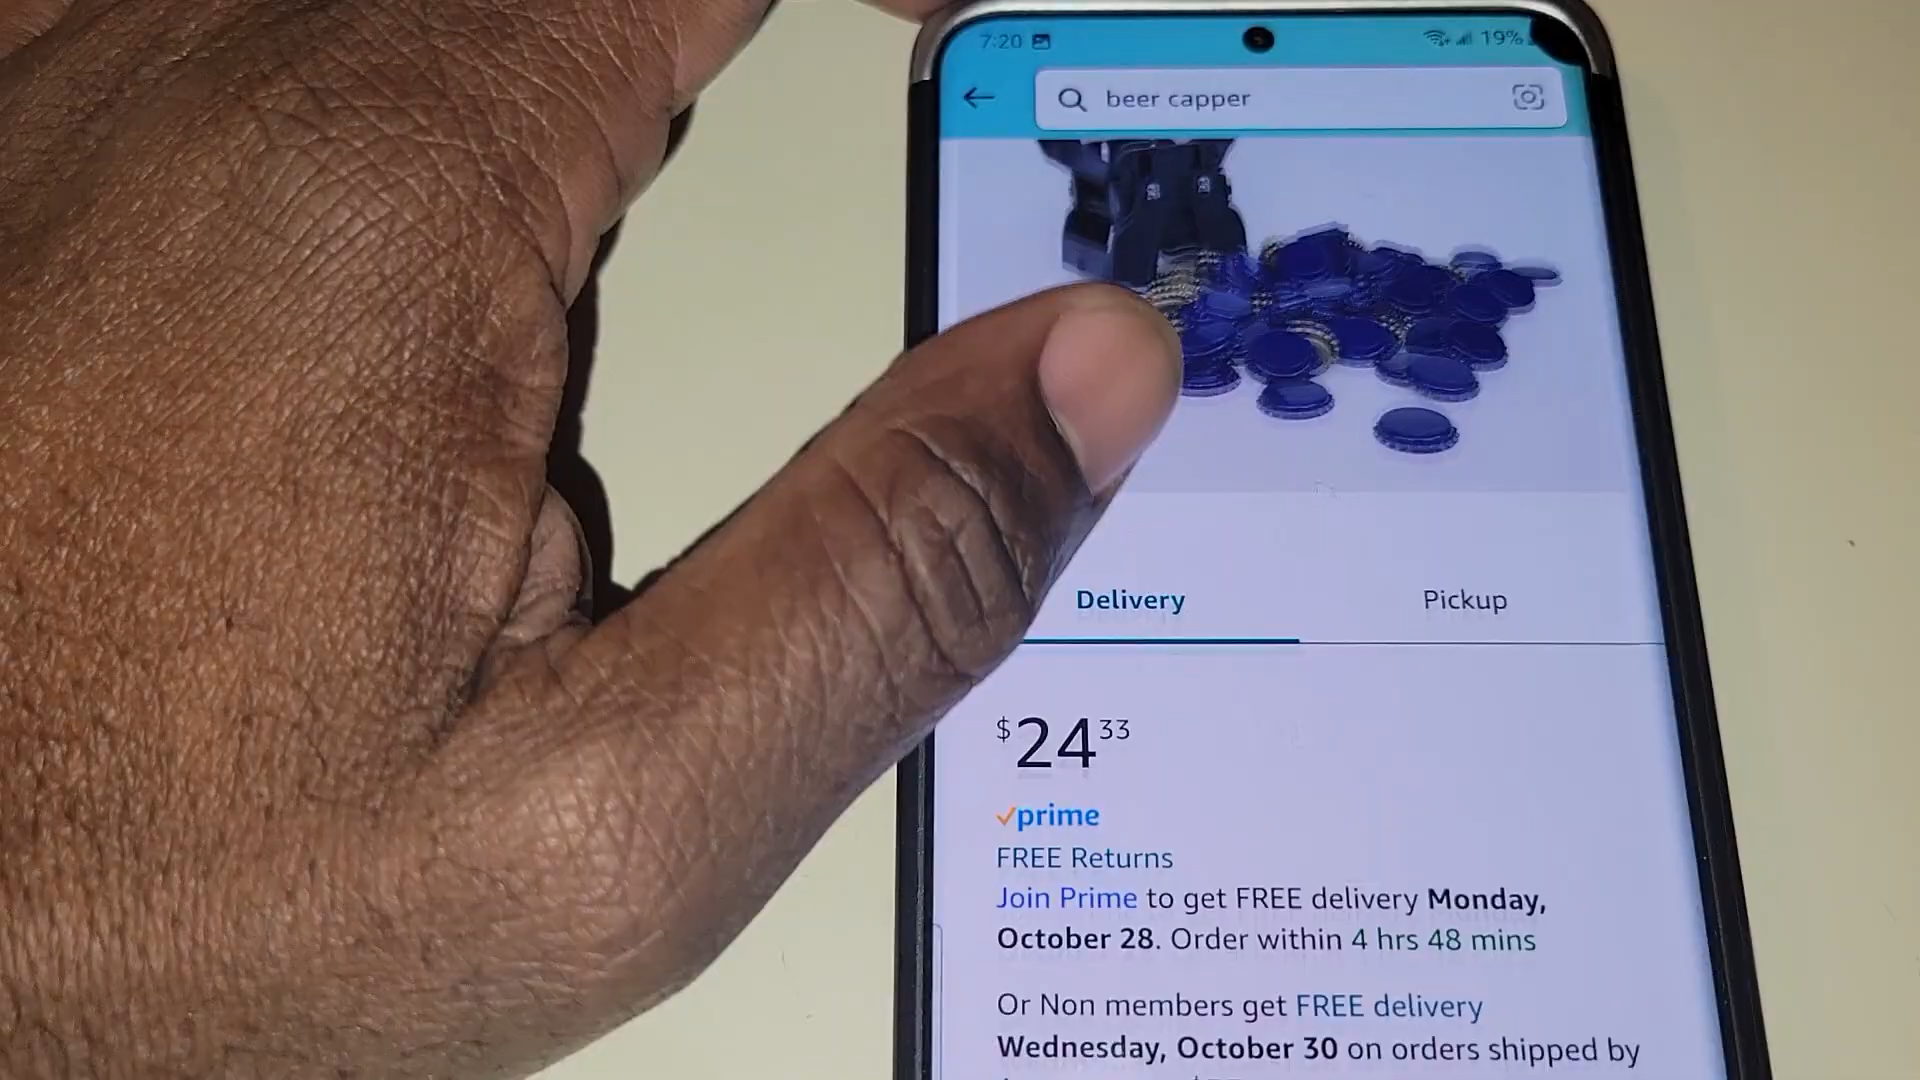 7:20 19%
beer capper
Delivery Pickup
$24 33
prime
FREE Returns
Join Prime to get FREE delivery Monday,
October 28. Order within 4 hrs 48 mins
Or Non members get FREE delivery
Wednesday, October 30 on orders shipped by